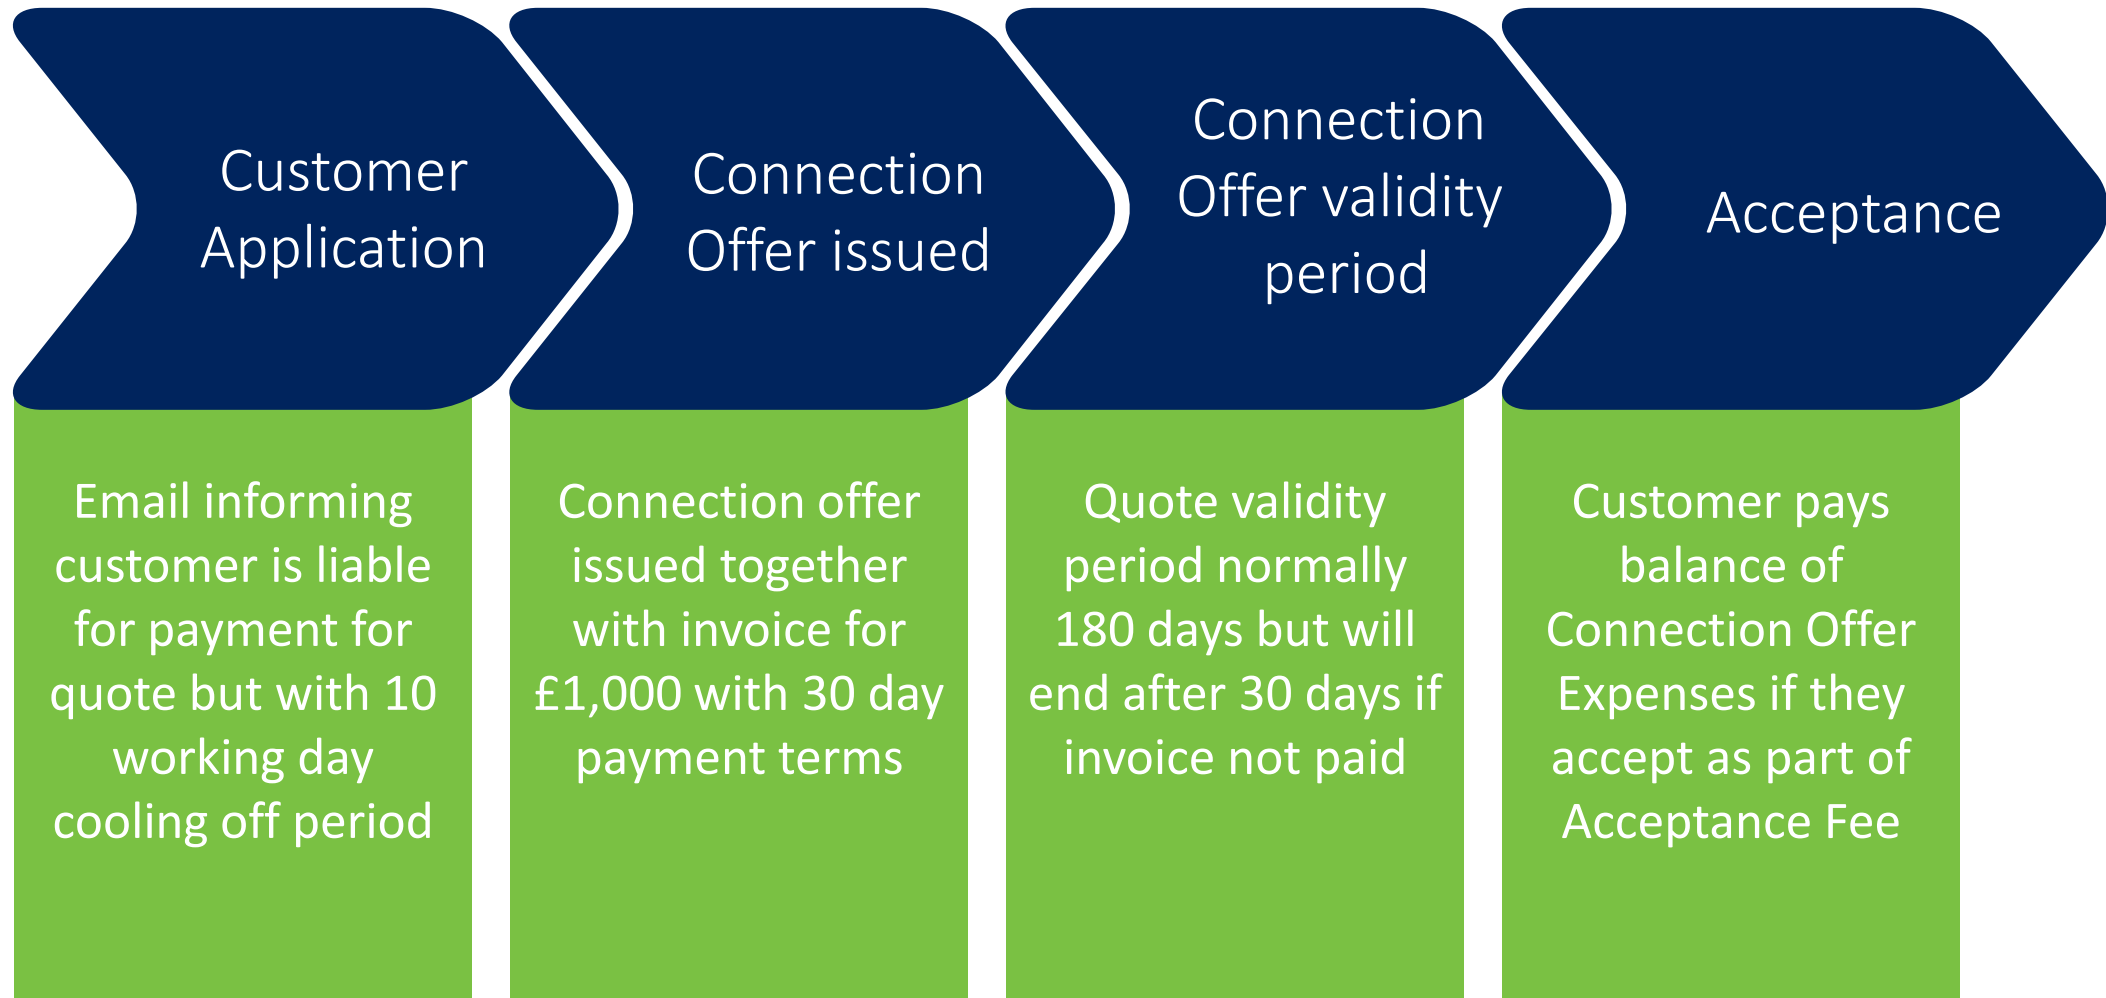 Customer
Application
Connection
Offer issued
Connection
Offer validity
period
Acceptance
Email informing
customer is liable
for payment for
quote but with 10
working day
cooling off period
Connection offer
issued together
with invoice for
£1,000 with 30 day
payment terms
Quote validity
period normally
180 days but will
end after 30 days if
invoice not paid
Customer pays
balance of
Connection Offer
Expenses if they
accept as part of
Acceptance Fee